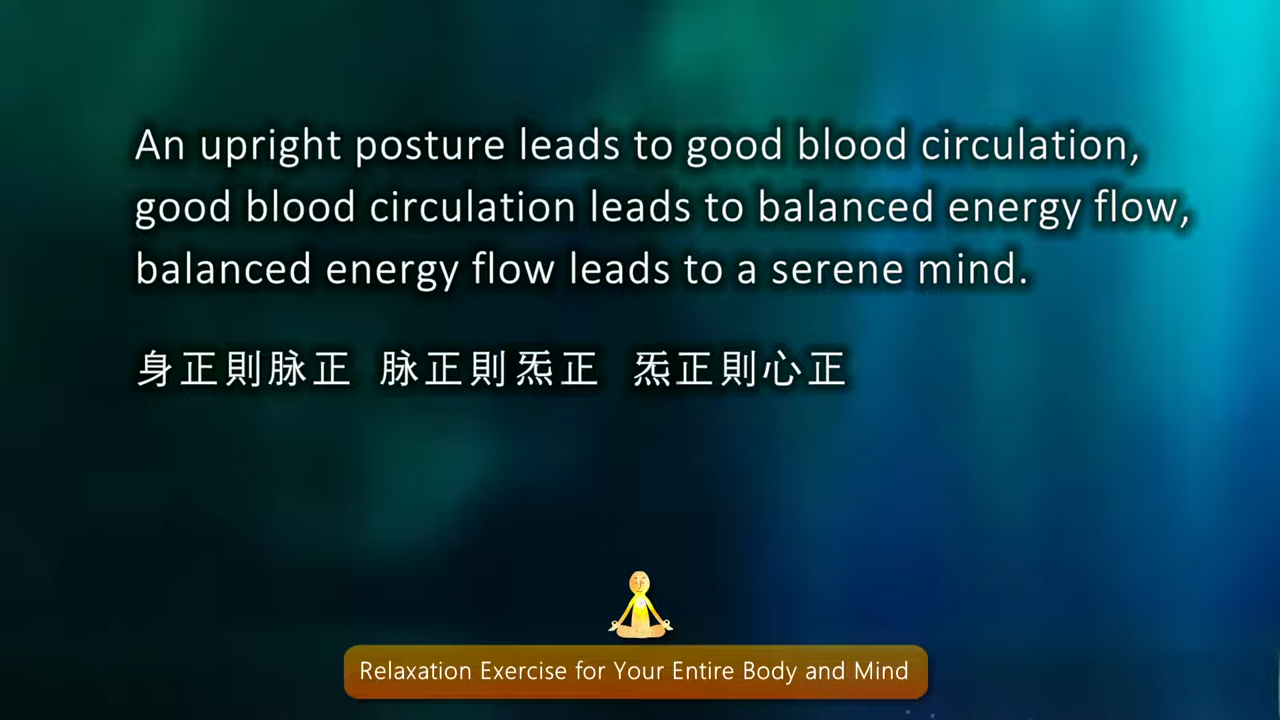 An upright posture leads to good blood circulation,
good blood circulation leads to balanced energy flow,
balanced energy flow leads to a serene mind.
身正則脉正 脉正則炁正 炁正則心正
Relaxation Exercise for Your Entire Body and Mind